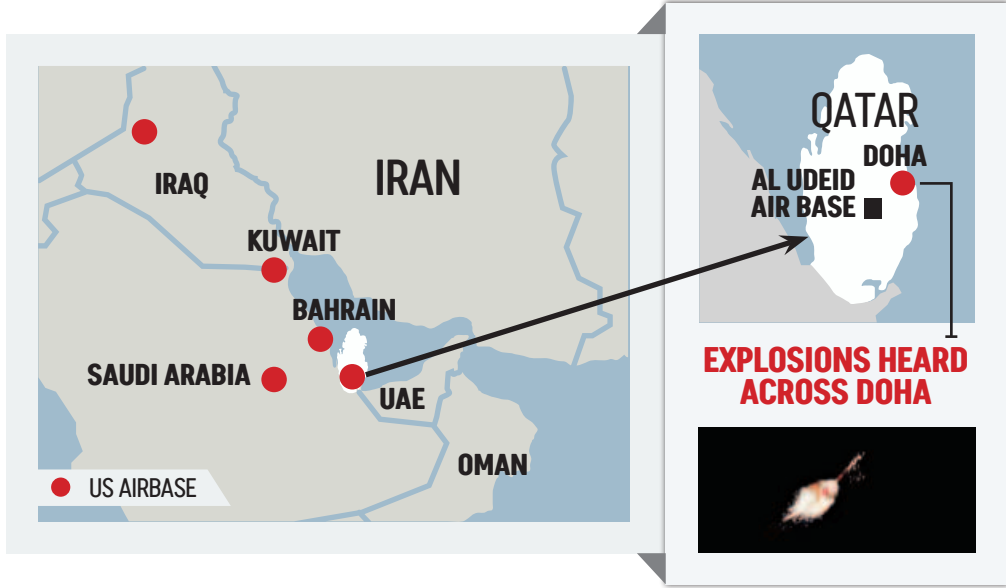 IRAN
IRAQ
KUWAIT
BAHRAIN
SAUDI ARABIA
UAE
OMAN
US AIRBASE
QATAR
DOHA
AL UDEID
AIR BASE
EXPLOSIONS HEARD
ACROSS DOHA